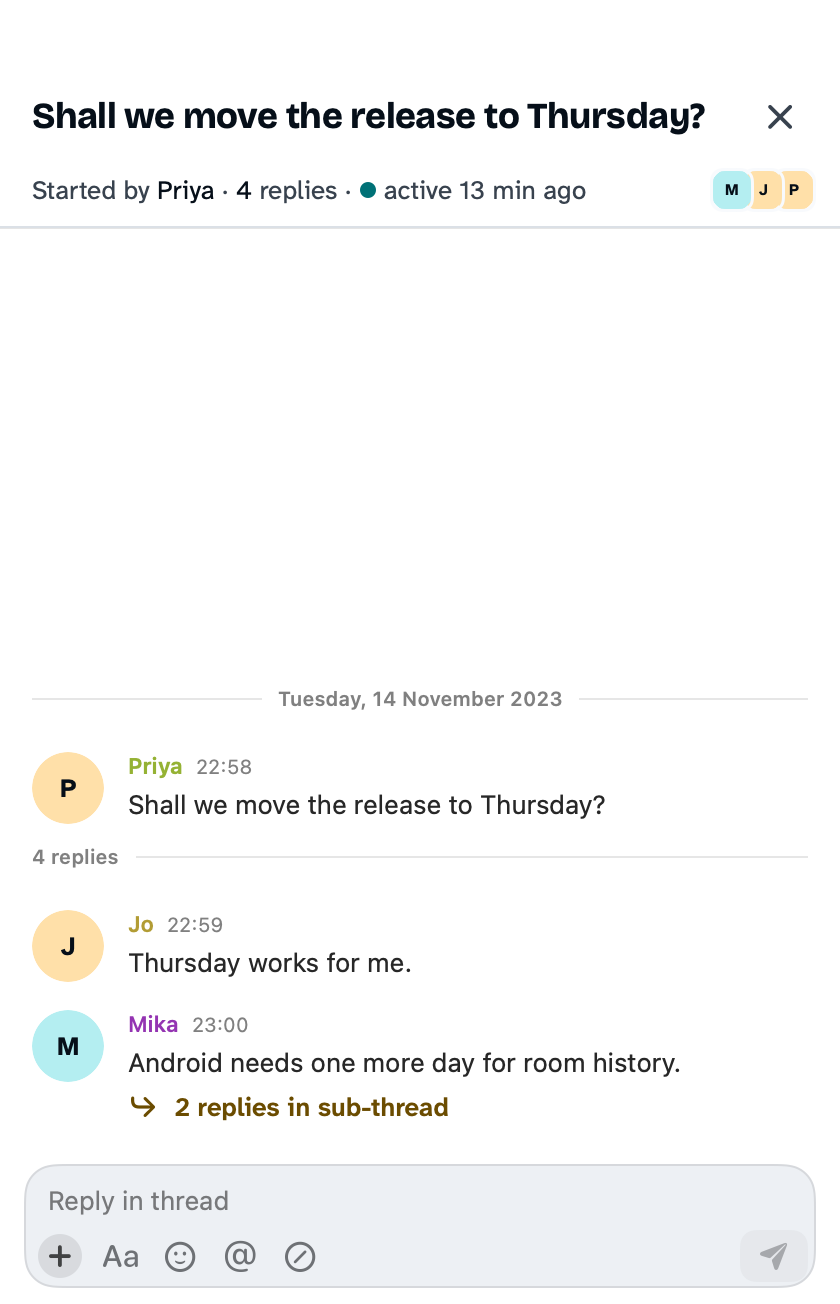 Shall we move the release to Thursday?
Started by Priya · 4 replies · active 13 min ago
M J P
Tuesday, 14 November 2023
P
Priya 22:58
Shall we move the release to Thursday?
4 replies
J
Jo 22:59
Thursday works for me.
M
Mika 23:00
Android needs one more day for room history.
2 replies in sub-thread
Reply in thread
Aa @